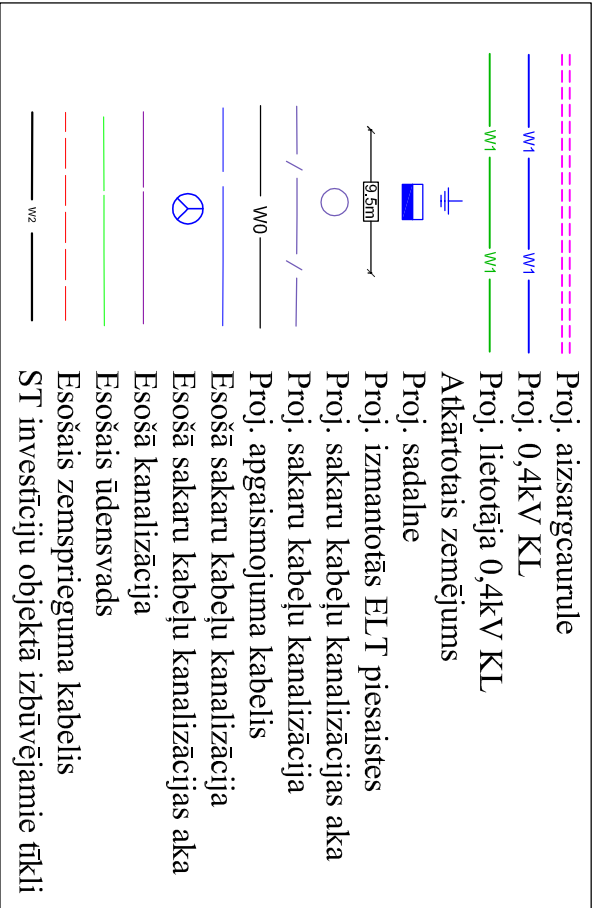 Proj. aizsargcaurule
W1 W1 Proj. 0,4kV KL
W1 W1 Proj. lietotāja 0,4kV KL
Atkārtotais zemējums
Proj. sadalne
9.5m Proj. izmantotās ELT piesaistes
Proj. sakaru kabeļu kanalizācijas aka
Proj. sakaru kabeļu kanalizācija
W0 Proj. apgaismojuma kabelis
Esošā sakaru kabeļu kanalizācija
Esošā sakaru kabeļu kanalizācijas aka
Esošā kanalizācija
Esošais ūdensvads
Esošais zemsprieguma kabelis
W2 ST investīciju objektā izbūvējamie tīkli